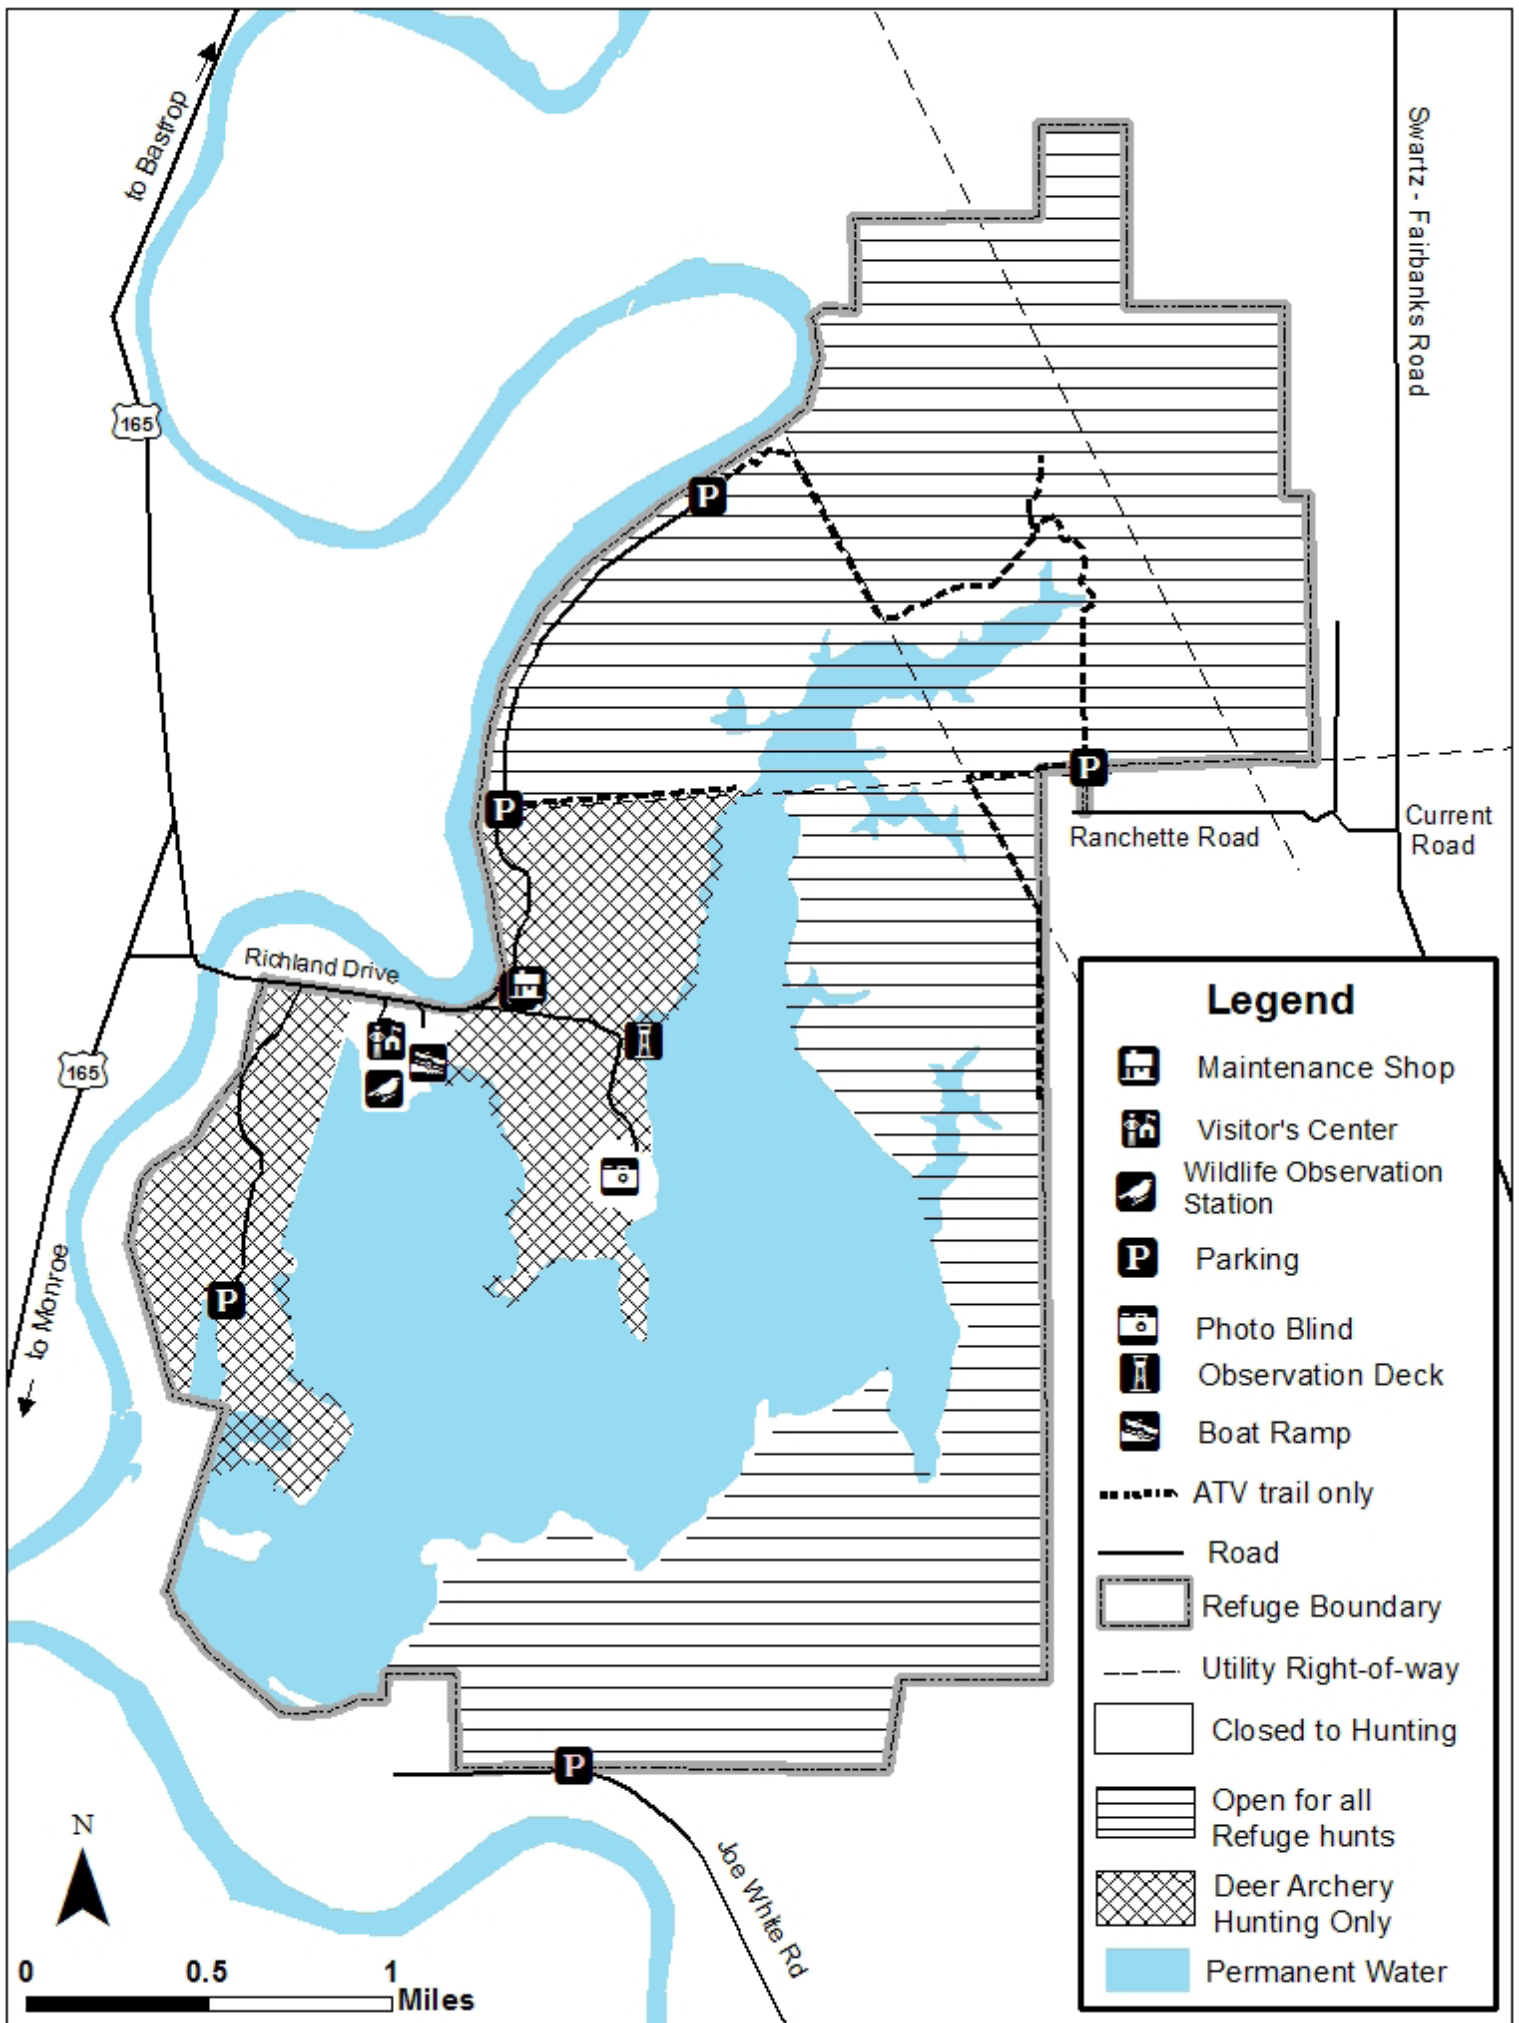 to Bastrop
Swartz - Fairbanks Road
165
P
P
P
Current
Road
Ranchette Road
Richland Drive
165
to Monroe
P
P
Joe White Rd
N
0 0.5 1
Miles
Legend
Maintenance Shop
Visitor's Center
Wildlife Observation
Station
P Parking
Photo Blind
Observation Deck
Boat Ramp
ATV trail only
Road
Refuge Boundary
Utility Right-of-way
Closed to Hunting
Open for all
Refuge hunts
Deer Archery
Hunting Only
Permanent Water